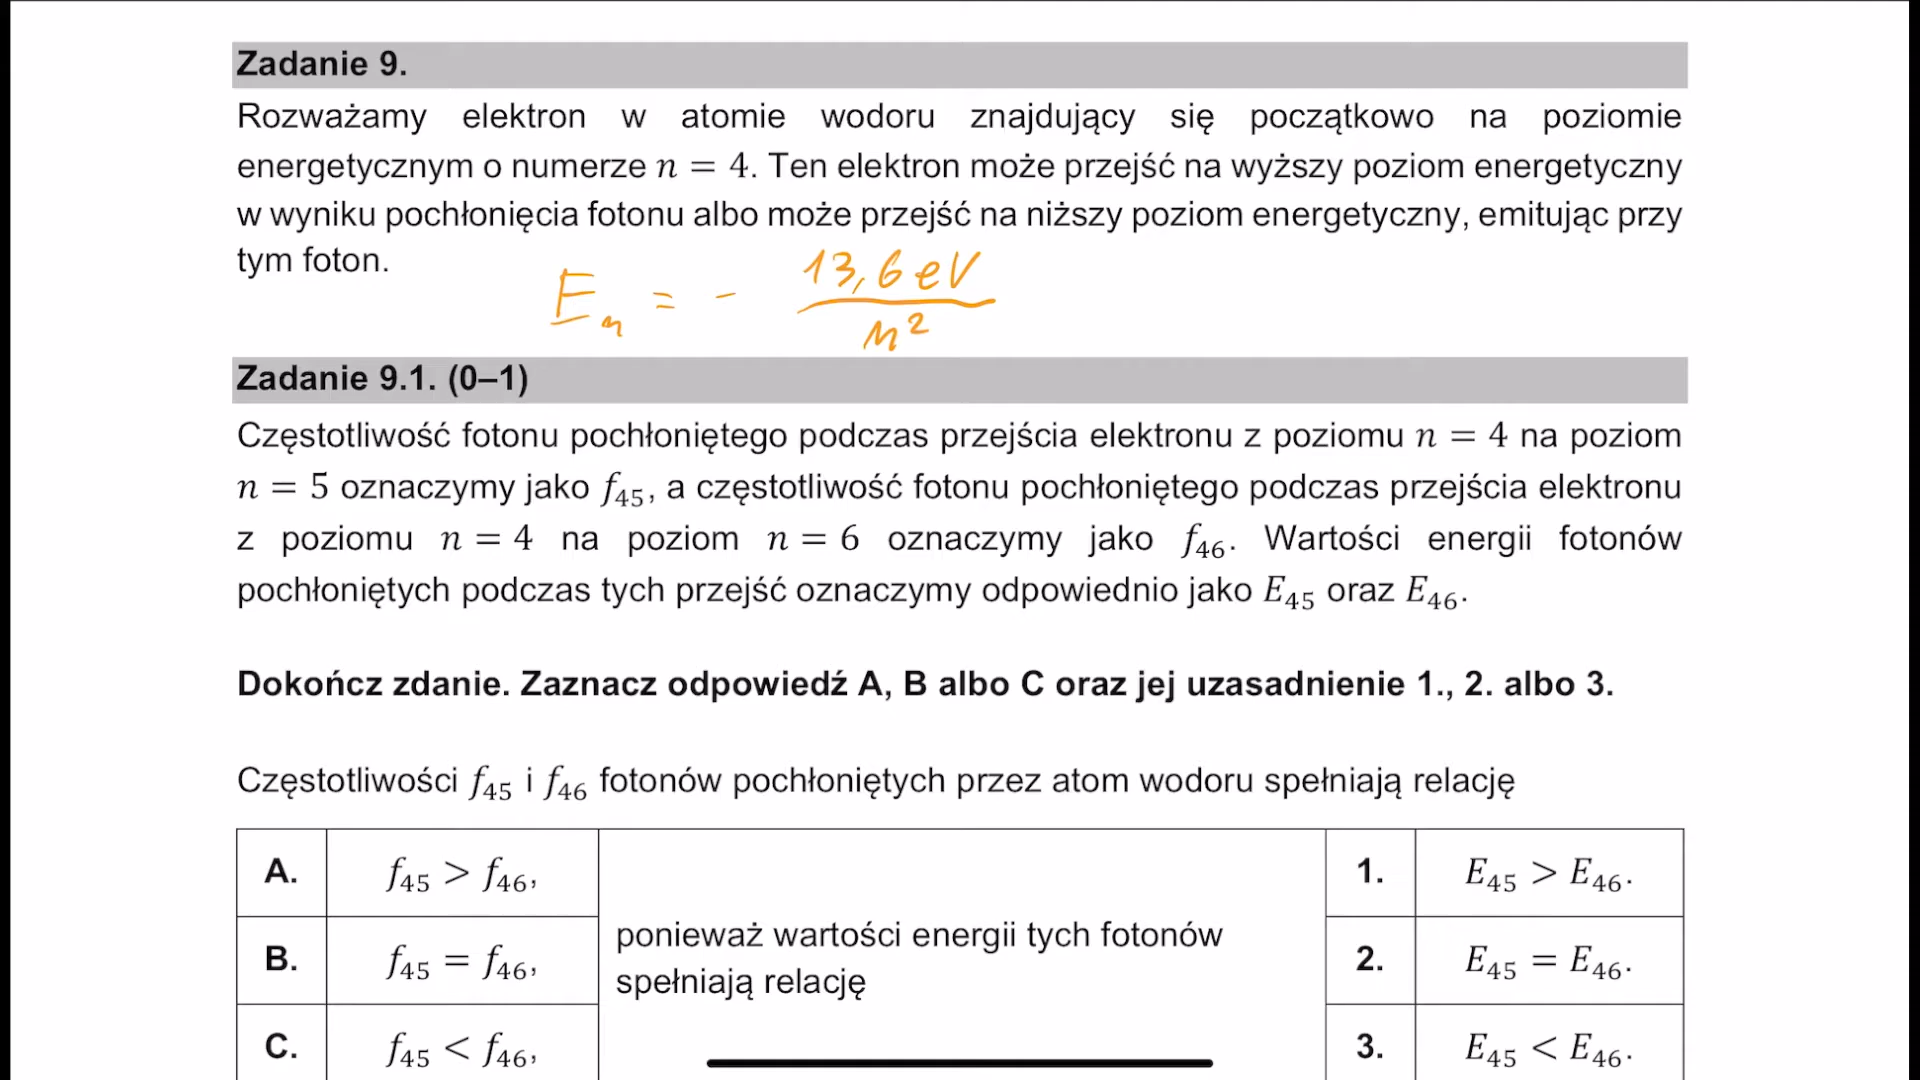 Zadanie 9.
Rozważamy elektron w atomie wodoru znajdujący się początkowo na poziomie
energetycznym o numerze n = 4. Ten elektron może przejść na wyższy poziom energetyczny
w wyniku pochłonięcia fotonu albo może przejść na niższy poziom energetyczny, emitując przy
tym foton.
E_n = - 13,6 eV / n²
Zadanie 9.1. (0–1)
Częstotliwość fotonu pochłoniętego podczas przejścia elektronu z poziomu n = 4 na poziom
n = 5 oznaczymy jako f₄₅, a częstotliwość fotonu pochłoniętego podczas przejścia elektronu
z poziomu n = 4 na poziom n = 6 oznaczymy jako f₄₆. Wartości energii fotonów
pochłoniętych podczas tych przejść oznaczymy odpowiednio jako E₄₅ oraz E₄₆.
Dokończ zdanie. Zaznacz odpowiedź A, B albo C oraz jej uzasadnienie 1., 2. albo 3.
Częstotliwości f₄₅ i f₄₆ fotonów pochłoniętych przez atom wodoru spełniają relację
A. f₄₅ > f₄₆,
B. f₄₅ = f₄₆,
C. f₄₅ < f₄₆,
ponieważ wartości energii tych fotonów
spełniają relację
1. E₄₅ > E₄₆.
2. E₄₅ = E₄₆.
3. E₄₅ < E₄₆.